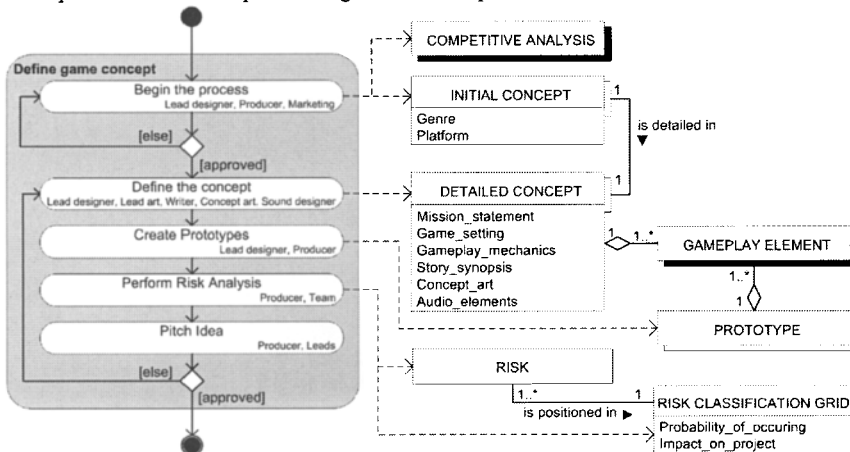 Define game concept
Begin the process
Lead designer, Producer, Marketing
[else]
[approved]
Define the concept
Lead designer, Lead art, Writer, Concept art. Sound designer
Create Prototypes
Lead designer, Producer
Perform Risk Analysis
Producer, Team
Pitch Idea
Producer, Leads
[else]
[approved]
COMPETITIVE ANALYSIS
INITIAL CONCEPT
Genre
Platform
1
is detailed in ▼
1
DETAILED CONCEPT
Mission_statement
Game_setting
Gameplay_mechanics
Story_synopsis
Concept_art
Audio_elements
1
1..*
GAMEPLAY ELEMENT
1..*
1
PROTOTYPE
RISK
1..*
1
is positioned in ▶
RISK CLASSIFICATION GRID
Probability_of_occuring
Impact_on_project